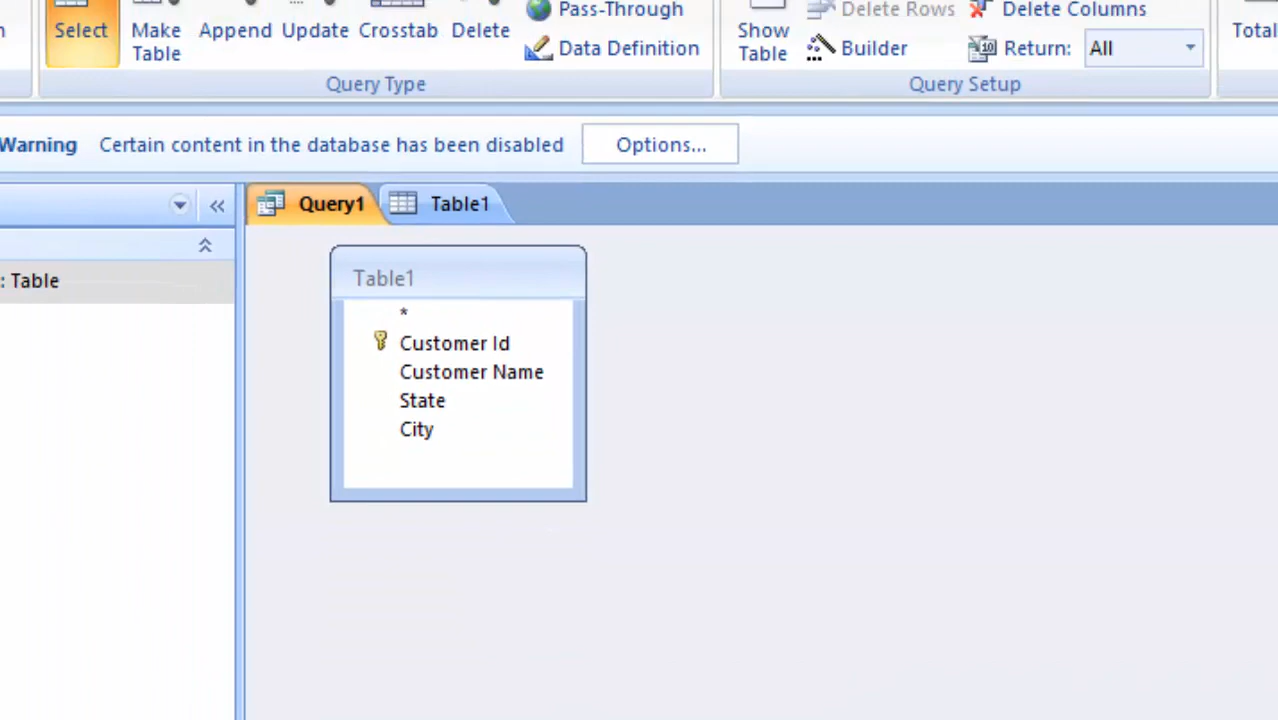 Pass-Through
Delete Rows
Delete Columns
Select
Make
Table
Append
Update
Crosstab
Delete
Data Definition
Show
Table
Builder
Return:
All
Query Type
Query Setup
Warning
Certain content in the database has been disabled
Options...
Query1
Table1
: Table
Table1
*
Customer Id
Customer Name
State
City